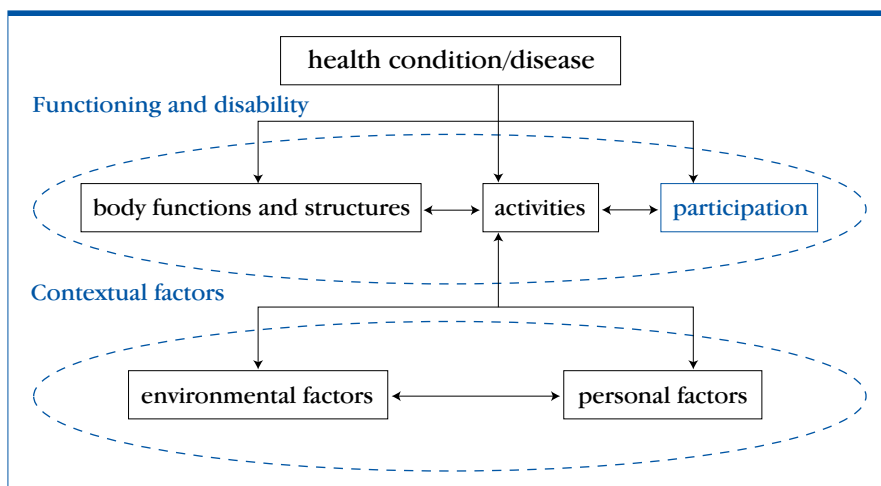 health condition/disease
Functioning and disability
body functions and structures
activities
participation
Contextual factors
environmental factors
personal factors